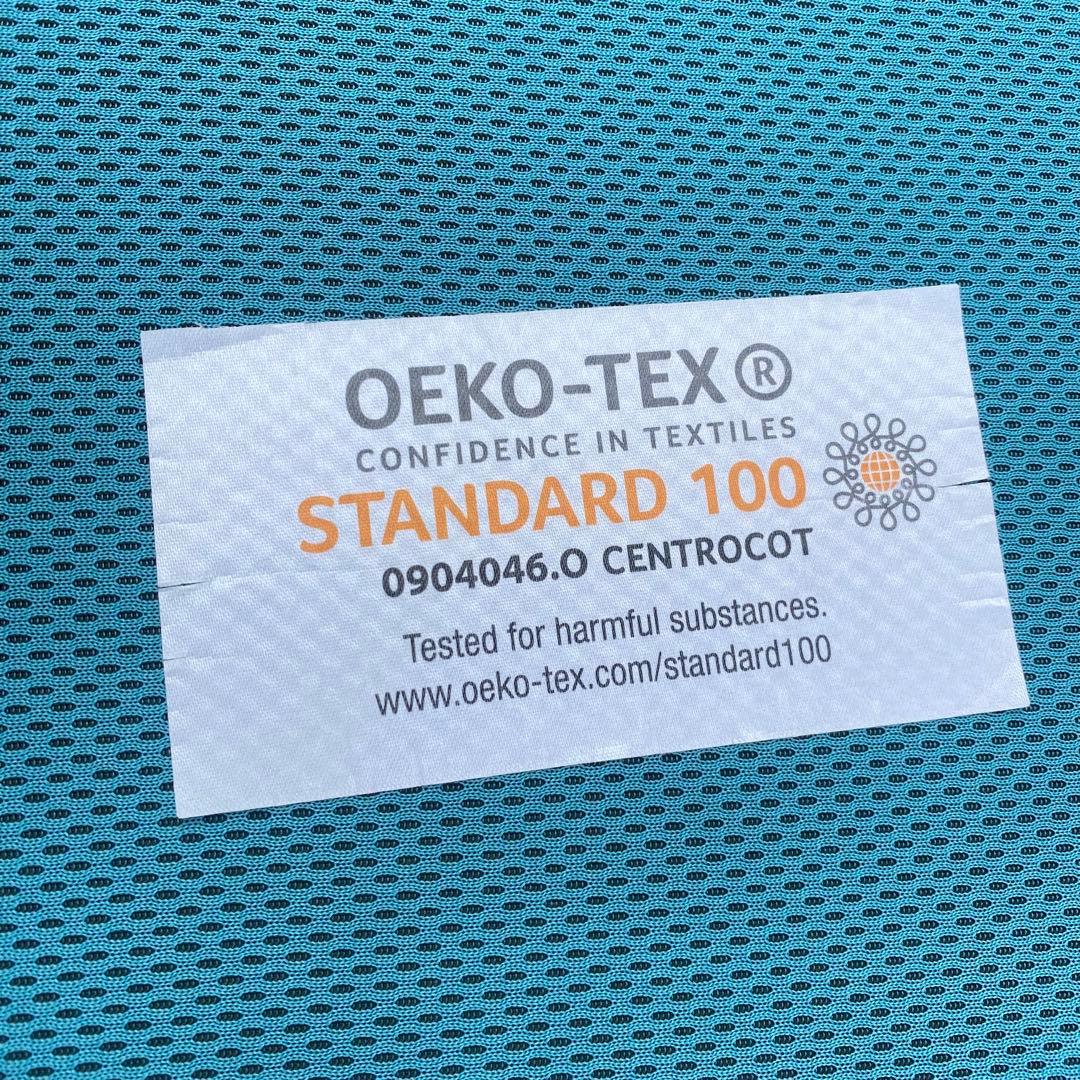 OEKO-TEX®
CONFIDENCE IN TEXTILES
STANDARD 100
0904046.O CENTROCOT
Tested for harmful substances.
www.oeko-tex.com/standard100